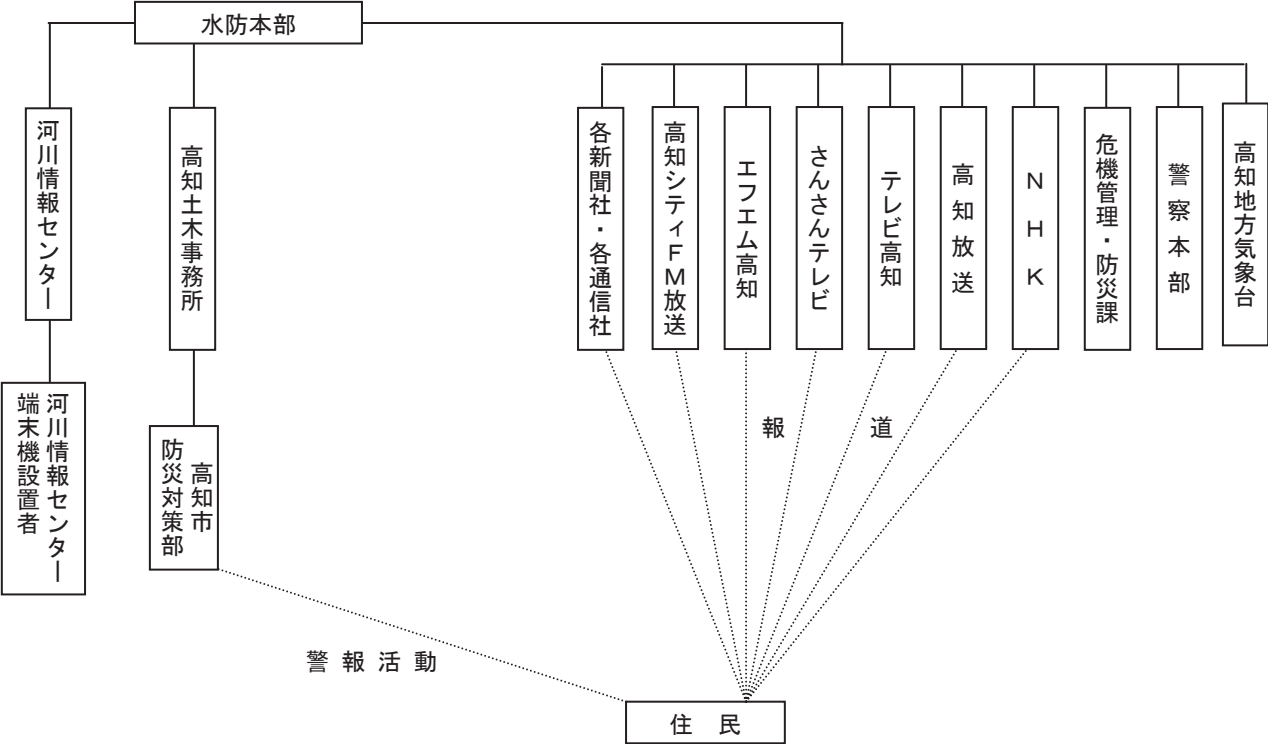 水防本部
河川情報センター
高知土木事務所
各新聞社・各通信社
高知シティFM放送
エフエム高知
さんさんテレビ
テレビ高知
高知放送
NHK
危機管理・防災課
警察本部
高知地方気象台
河川情報センター
端末機設置者
高知市
防災対策部
報道
警報活動
住民